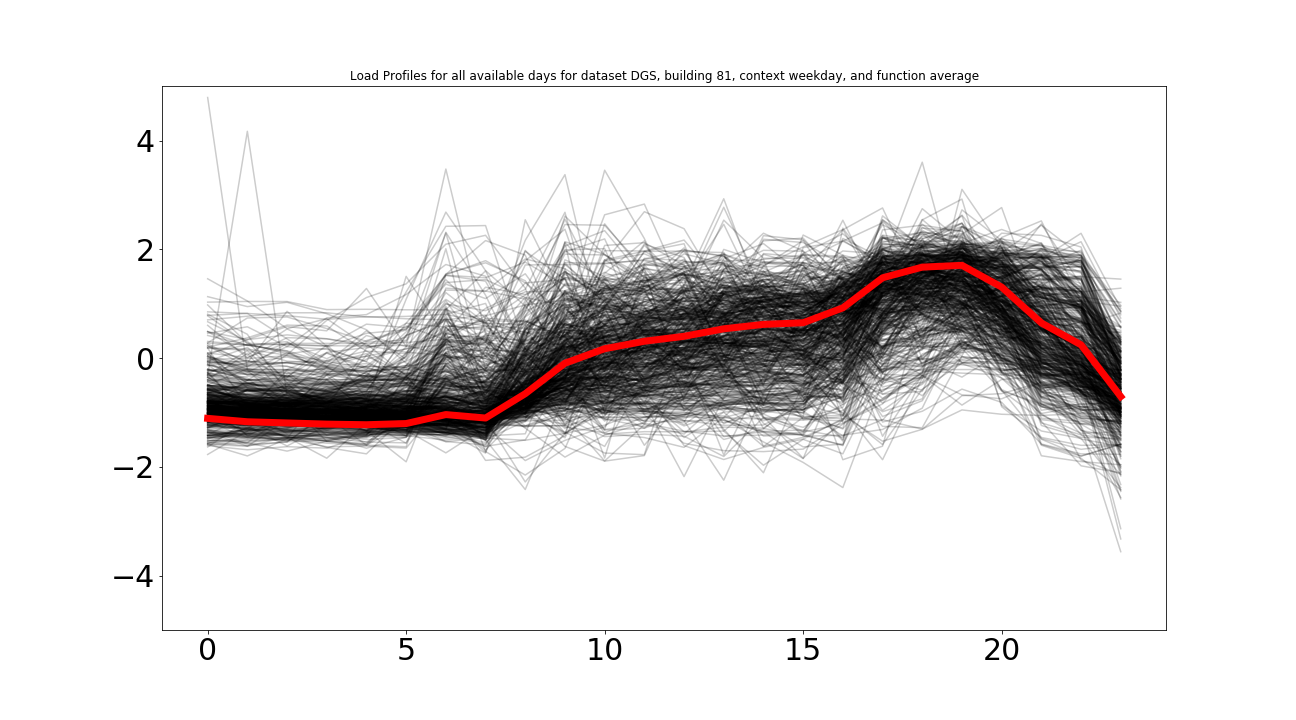 Load Profiles for all available days for dataset DGS, building 81, context weekday, and function average
4
2
0
−2
−4
0 5 10 15 20